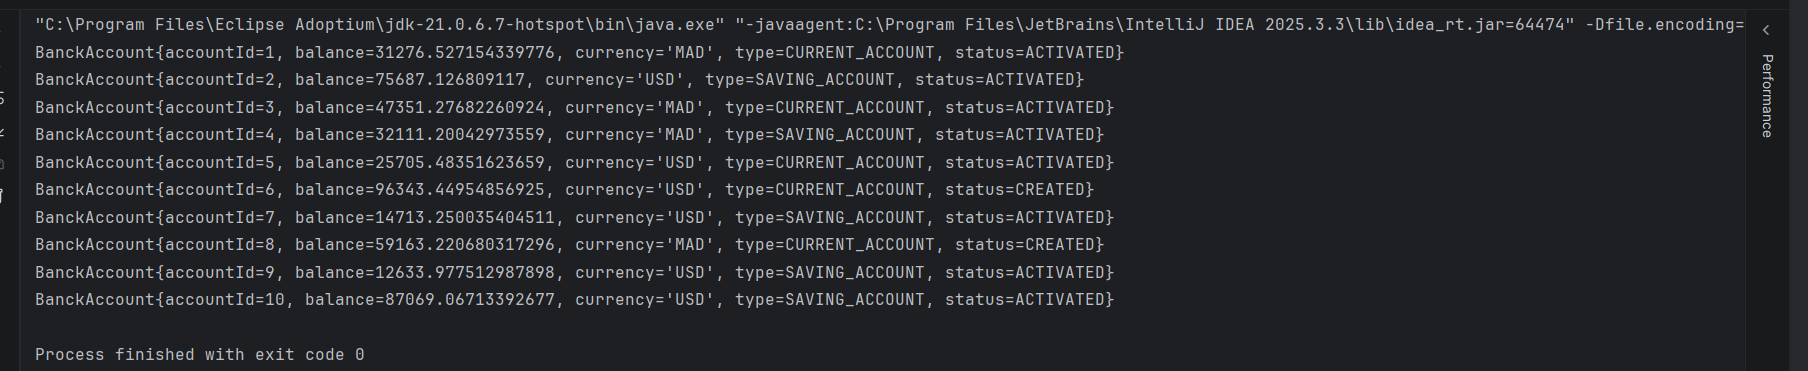 "C:\Program Files\Eclipse Adoptium\jdk-21.0.6.7-hotspot\bin\java.exe" "-javaagent:C:\Program Files\JetBrains\IntelliJ IDEA 2025.3.3\lib\idea_rt.jar=64474" -Dfile.encoding=
BanckAccount{accountId=1, balance=31276.527154339776, currency='MAD', type=CURRENT_ACCOUNT, status=ACTIVATED}
BanckAccount{accountId=2, balance=75687.126809117, currency='USD', type=SAVING_ACCOUNT, status=ACTIVATED}
BanckAccount{accountId=3, balance=47351.27682260924, currency='MAD', type=CURRENT_ACCOUNT, status=ACTIVATED}
BanckAccount{accountId=4, balance=32111.20042973559, currency='MAD', type=SAVING_ACCOUNT, status=ACTIVATED}
BanckAccount{accountId=5, balance=25705.48351623659, currency='USD', type=CURRENT_ACCOUNT, status=ACTIVATED}
BanckAccount{accountId=6, balance=96343.44954856925, currency='USD', type=CURRENT_ACCOUNT, status=CREATED}
BanckAccount{accountId=7, balance=14713.250035404511, currency='USD', type=SAVING_ACCOUNT, status=ACTIVATED}
BanckAccount{accountId=8, balance=59163.220680317296, currency='MAD', type=CURRENT_ACCOUNT, status=CREATED}
BanckAccount{accountId=9, balance=12633.977512987898, currency='USD', type=SAVING_ACCOUNT, status=ACTIVATED}
BanckAccount{accountId=10, balance=87069.06713392677, currency='USD', type=SAVING_ACCOUNT, status=ACTIVATED}
Process finished with exit code 0
Performance